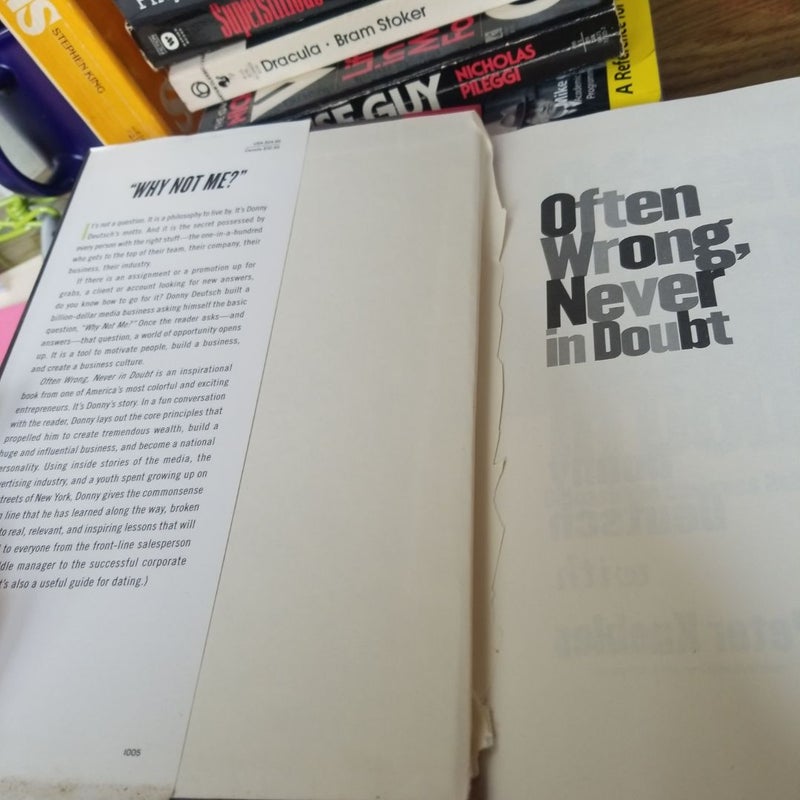 STEPHEN KING
Superstitious
Dracula · Bram Stoker
GUY
NICHOLAS
PILEGGI
Mike
A Reference for
"WHY NOT ME?"
It's not a question. It is a philosophy to live by. It's Donny
Deutsch's motto. And it is the secret possessed by
every person with the right stuff—the one-in-a-hundred
who gets to the top of their team, their company, their
business, their industry.
If there is an assignment or a promotion up for
grabs, a client or account looking for new answers,
do you know how to go for it? Donny Deutsch built a
billion-dollar media business asking himself the basic
question, "Why Not Me?" Once the reader asks—and
answers—that question, a world of opportunity opens
up. It is a tool to motivate people, build a business,
and create a business culture.
Often Wrong, Never in Doubt is an inspirational
book from one of America's most colorful and exciting
entrepreneurs. It's Donny's story. In a fun conversation
with the reader, Donny lays out the core principles that
propelled him to create tremendous wealth, build a
huge and influential business, and become a national
ersonality. Using inside stories of the media, the
vertising industry, and a youth spent growing up on
treets of New York, Donny gives the commonsense
line that he has learned along the way, broken
to real, relevant, and inspiring lessons that will
to everyone from the front-line salesperson
dle manager to the successful corporate
t's also a useful guide for dating.)
1005
Often
Wrong,
Never
in Doubt